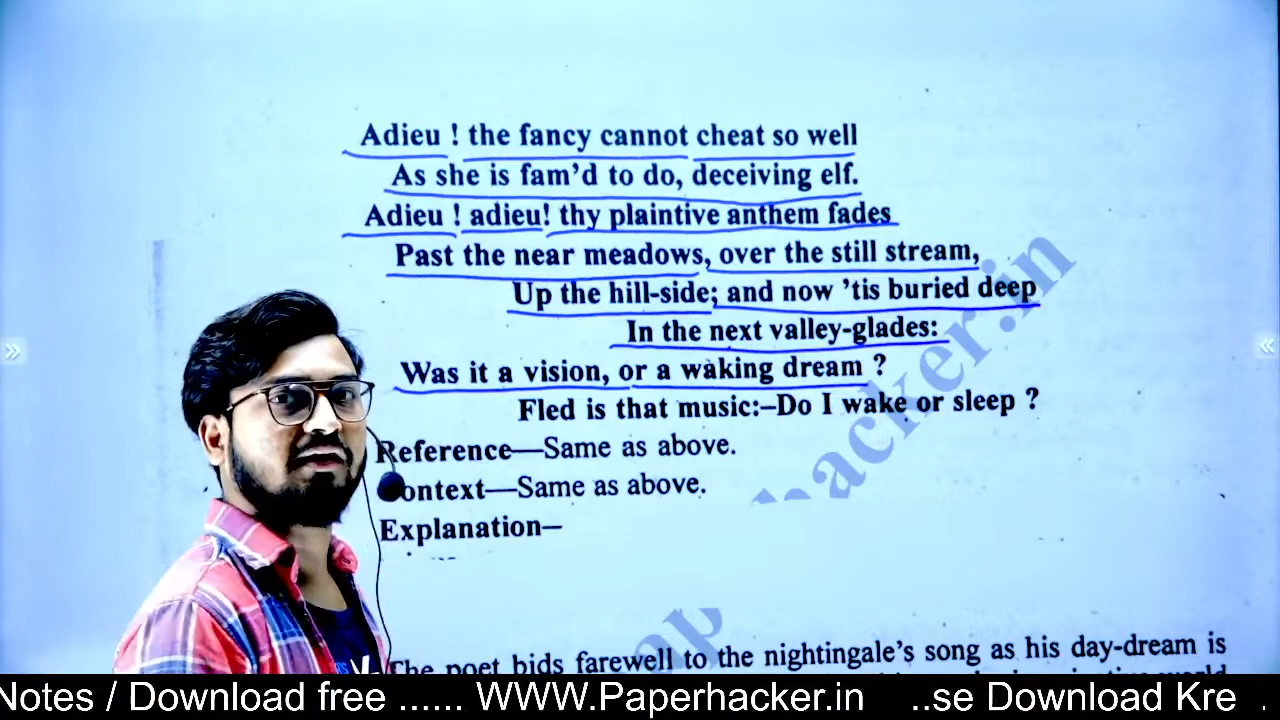 Adieu ! the fancy cannot cheat so well
As she is fam’d to do, deceiving elf.
Adieu ! adieu! thy plaintive anthem fades
Past the near meadows, over the still stream,
Up the hill-side; and now ’tis buried deep
In the next valley-glades:
Was it a vision, or a waking dream ?
Fled is that music:–Do I wake or sleep ?
Reference—Same as above.
Context—Same as above.
Explanation–
The poet bids farewell to the nightingale’s song as his day-dream is
hacker.in
Notes / Download free ...... WWW.Paperhacker.in ..se Download Kre .